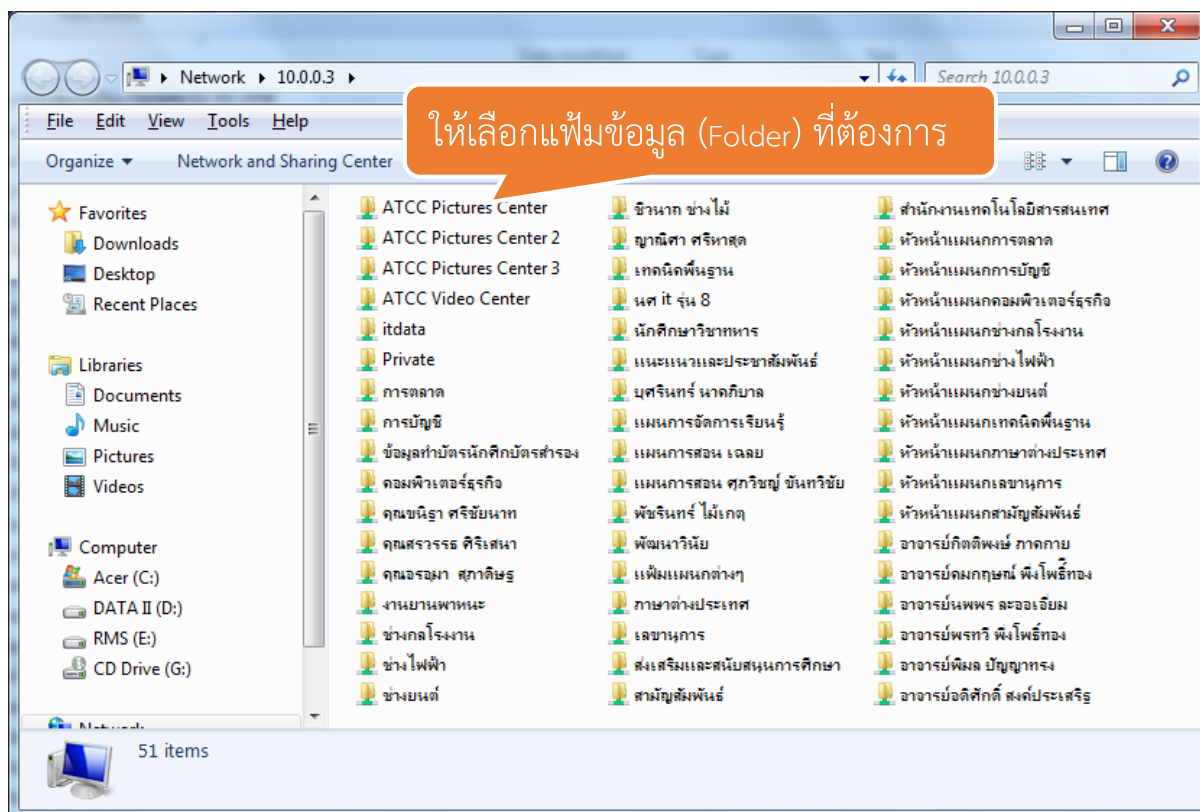 Network ▸ 10.0.0.3 ▸
Search 10.0.0.3
File Edit View Tools Help
ให้เลือกแฟ้มข้อมูล (Folder) ที่ต้องการ
Organize Network and Sharing Center
Favorites
Downloads
Desktop
Recent Places
Libraries
Documents
Music
Pictures
Videos
Computer
Acer (C:)
DATA II (D:)
RMS (E:)
CD Drive (G:)
Network
ATCC Pictures Center
ATCC Pictures Center 2
ATCC Pictures Center 3
ATCC Video Center
itdata
Private
การตลาด
การบัญชี
ข้อมูลทำบัตรนักศึกบัตรสำรอง
คอมพิวเตอร์ธุรกิจ
คุณขนิฐา ศรีชัยนาท
คุณสรวรรธ ศิริเสนา
คุณอรอุมา สุภาดิษฐ
งานยานพาหนะ
ช่างกลโรงงาน
ช่างไฟฟ้า
ช่างยนต์
ชิวนาถ ช่างไม้
ญาณิศา ศรีหาสุด
เทคนิคพื้นฐาน
นศ it รุ่น 8
นักศึกษาวิชาทหาร
แนะแนวและประชาสัมพันธ์
บุศรินทร์ นาคภิบาล
แผนการจัดการเรียนรู้
แผนการสอน เฉลย
แผนการสอน ศุภวิชญ์ ขันทวิชัย
พัชรินทร์ ไม้เกตุ
พัฒนาวินัย
แฟ้มแผนกต่างๆ
ภาษาต่างประเทศ
เลขานุการ
ส่งเสริมและสนับสนุนการศึกษา
สามัญสัมพันธ์
สำนักงานเทคโนโลยีสารสนเทศ
หัวหน้าแผนกการตลาด
หัวหน้าแผนกการบัญชี
หัวหน้าแผนกคอมพิวเตอร์ธุรกิจ
หัวหน้าแผนกช่างกลโรงงาน
หัวหน้าแผนกช่างไฟฟ้า
หัวหน้าแผนกช่างยนต์
หัวหน้าแผนกเทคนิคพื้นฐาน
หัวหน้าแผนกภาษาต่างประเทศ
หัวหน้าแผนกเลขานุการ
หัวหน้าแผนกสามัญสัมพันธ์
อาจารย์กิตติพงษ์ ภาคกาย
อาจารย์คมกฤษณ์ พึ่งโพธิ์ทอง
อาจารย์นพพร ละออเอี่ยม
อาจารย์พรทวี พึ่งโพธิ์ทอง
อาจารย์พิมล ปัญญาทรง
อาจารย์อดิศักดิ์ สงค์ประเสริฐ
51 items